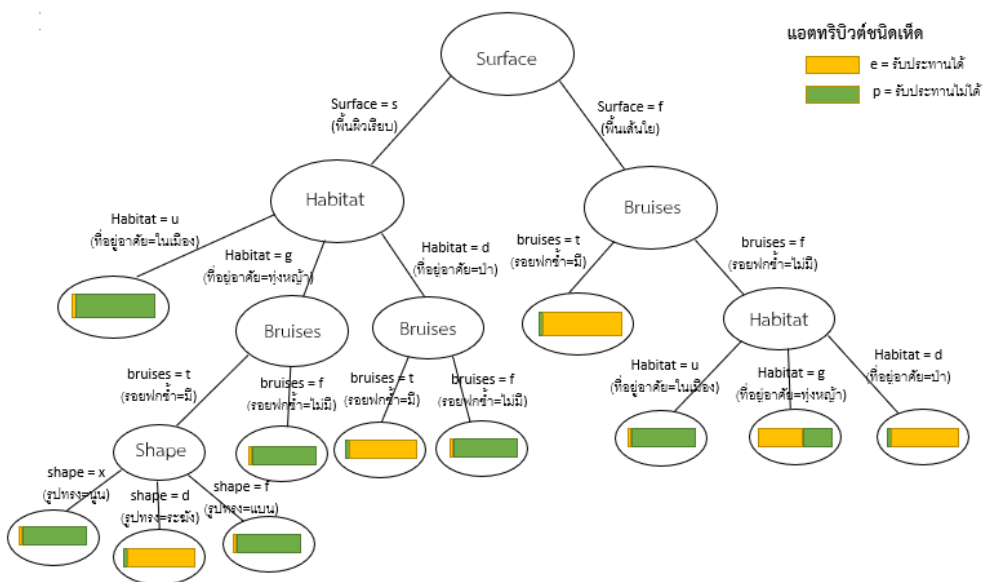 แอตทริบิวต์ชนิดเห็ด
e = รับประทานได้
p = รับประทานไม่ได้
Surface
Surface = s
(พื้นผิวเรียบ)
Surface = f
(พื้นเส้นใย)
Habitat
Bruises
Habitat = u
(ที่อยู่อาศัย=ในเมือง)
Habitat = g
(ที่อยู่อาศัย=ทุ่งหญ้า)
Habitat = d
(ที่อยู่อาศัย=ป่า)
bruises = t
(รอยฟกช้ำ=มี)
bruises = f
(รอยฟกช้ำ=ไม่มี)
Bruises
Bruises
Habitat
bruises = t
(รอยฟกช้ำ=มี)
bruises = f
(รอยฟกช้ำ=ไม่มี)
bruises = t
(รอยฟกช้ำ=มี)
bruises = f
(รอยฟกช้ำ=ไม่มี)
Habitat = u
(ที่อยู่อาศัย=ในเมือง)
Habitat = g
(ที่อยู่อาศัย=ทุ่งหญ้า)
Habitat = d
(ที่อยู่อาศัย=ป่า)
Shape
shape = x
(รูปทรง=นูน)
shape = d
(รูปทรง=ระฆัง)
shape = f
(รูปทรง=แบน)